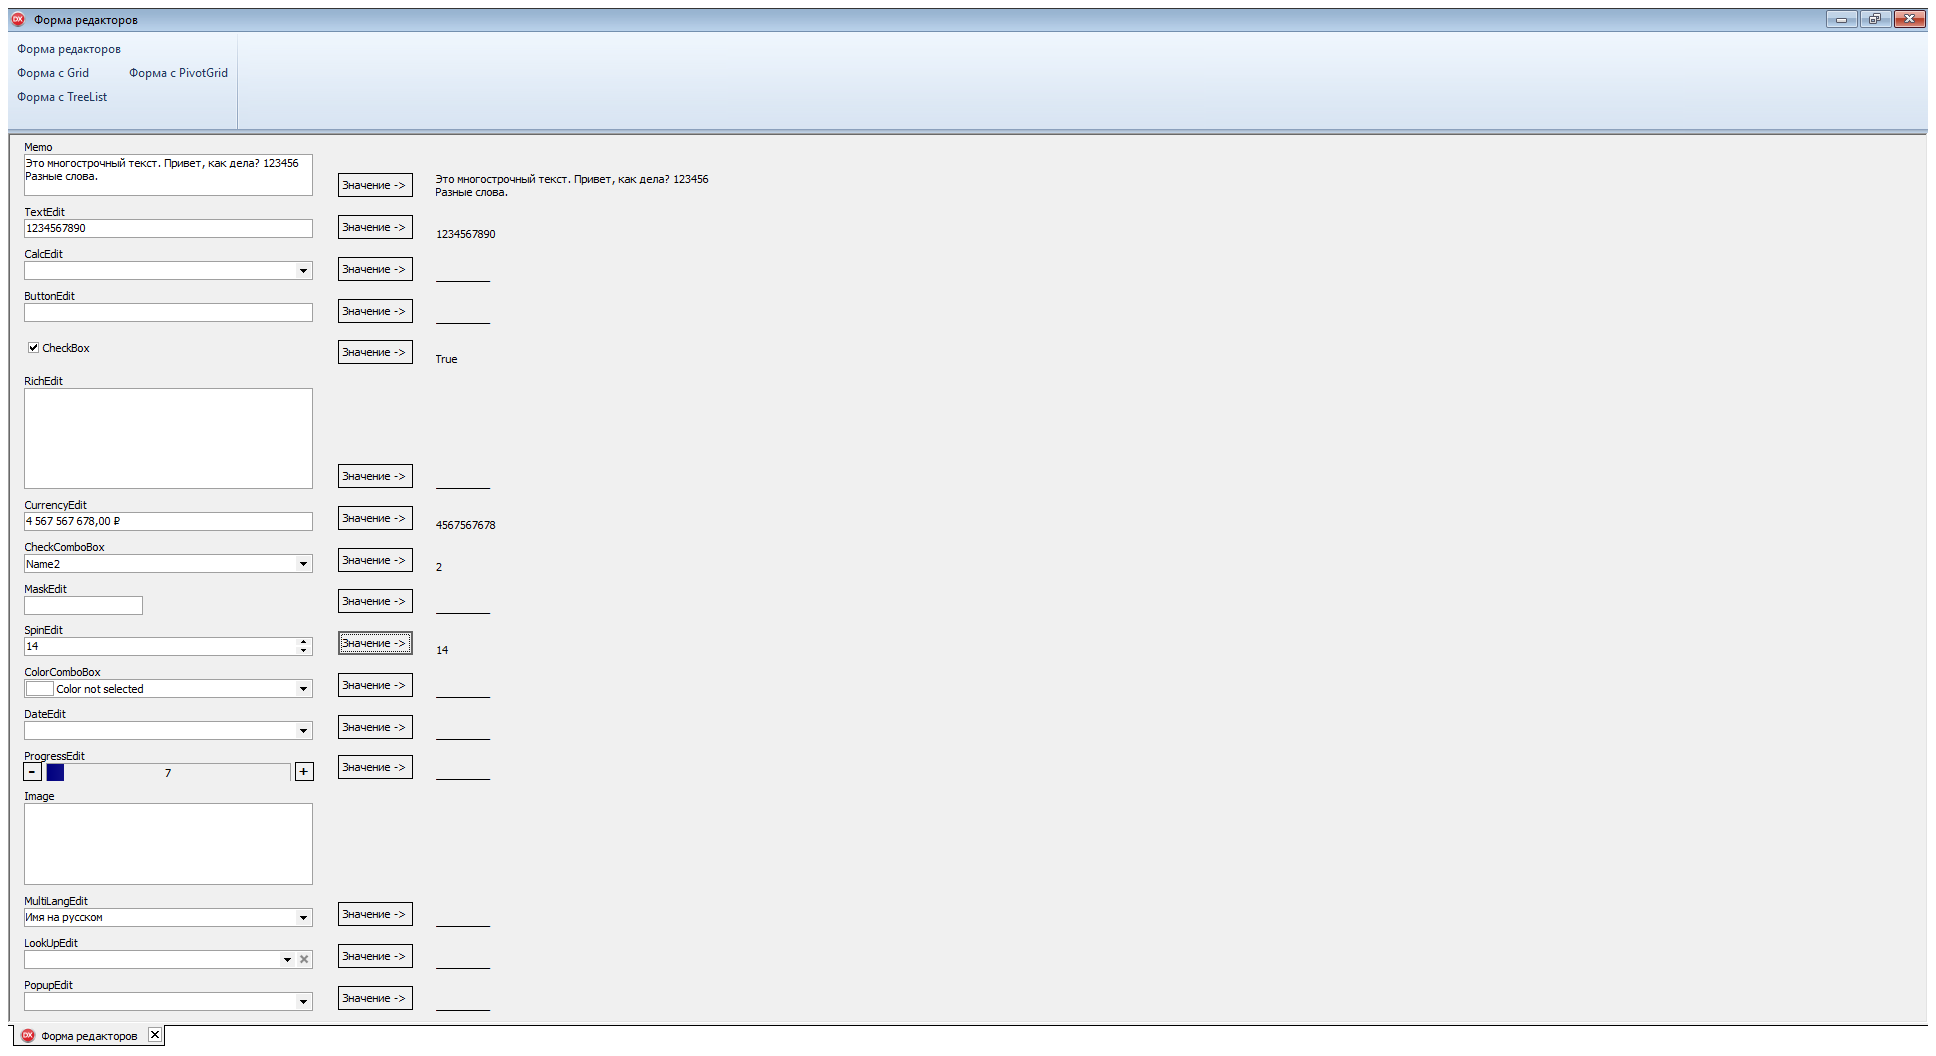 Форма редакторов
Форма редакторов
Форма с Grid Форма с PivotGrid
Форма с TreeList
Memo
Это многострочный текст. Привет, как дела? 123456
Разные слова.
Значение ->
Это многострочный текст. Привет, как дела? 123456
Разные слова.
TextEdit
1234567890
Значение ->
1234567890
CalcEdit
Значение ->
ButtonEdit
Значение ->
CheckBox
Значение ->
True
RichEdit
Значение ->
CurrencyEdit
4 567 567 678,00 ₽
Значение ->
4567567678
CheckComboBox
Name2
Значение ->
2
MaskEdit
Значение ->
SpinEdit
14
Значение ->
14
ColorComboBox
Color not selected
Значение ->
DateEdit
Значение ->
ProgressEdit
- 7 +
Значение ->
Image
MultiLangEdit
Имя на русском
Значение ->
LookUpEdit
Значение ->
PopupEdit
Значение ->
DX Форма редакторов